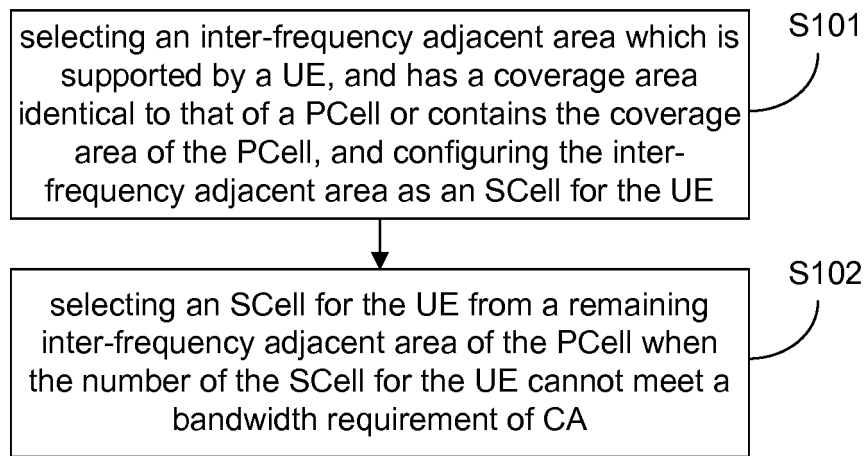 selecting an inter-frequency adjacent area which is
supported by a UE, and has a coverage area
identical to that of a PCell or contains the coverage
area of the PCell, and configuring the inter-
frequency adjacent area as an SCell for the UE
S101
selecting an SCell for the UE from a remaining
inter-frequency adjacent area of the PCell when
the number of the SCell for the UE cannot meet a
bandwidth requirement of CA
S102